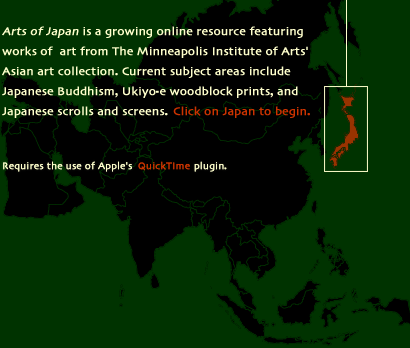 Arts of Japan is a growing online resource featuring
works of art from The Minneapolis Institute of Arts'
Asian art collection. Current subject areas include
Japanese Buddhism, Ukiyo-e woodblock prints, and
Japanese scrolls and screens. Click on Japan to begin.
Requires the use of Apple's QuickTime plugin.